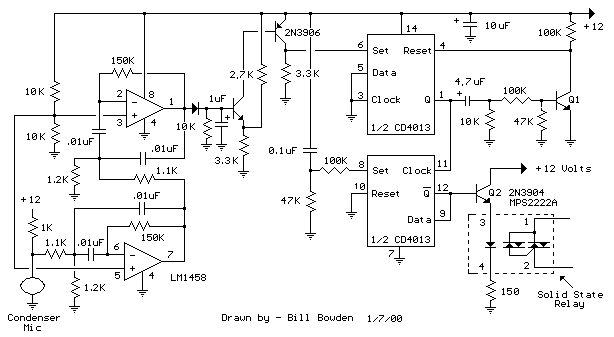 +12
10 uF
100K
14
2N3906
6
Set
Reset
4
150K
8
2.7K
3.3K
5
Data
10K
2
−
1
1uF
3
Clock
Q
1
4.7uF
100K
Q1
3
+
4
10K
1/2 CD4013
10K
47K
10K
.01uF
3.3K
0.1uF
100K
11
.01uF
8
Set
Clock
+12 Volts
1.2K
1.1K
10
Reset
Q
12
Q2
2N3904
MPS2222A
+12
.01uF
47K
Data
9
3
1
1K
150K
1.1K
.01uF
6
−
7
1/2 CD4013
5
+
4
LM1458
7
4
2
1.2K
150
Solid State
Relay
Condenser
Mic
Drawn by - Bill Bowden 1/7/00